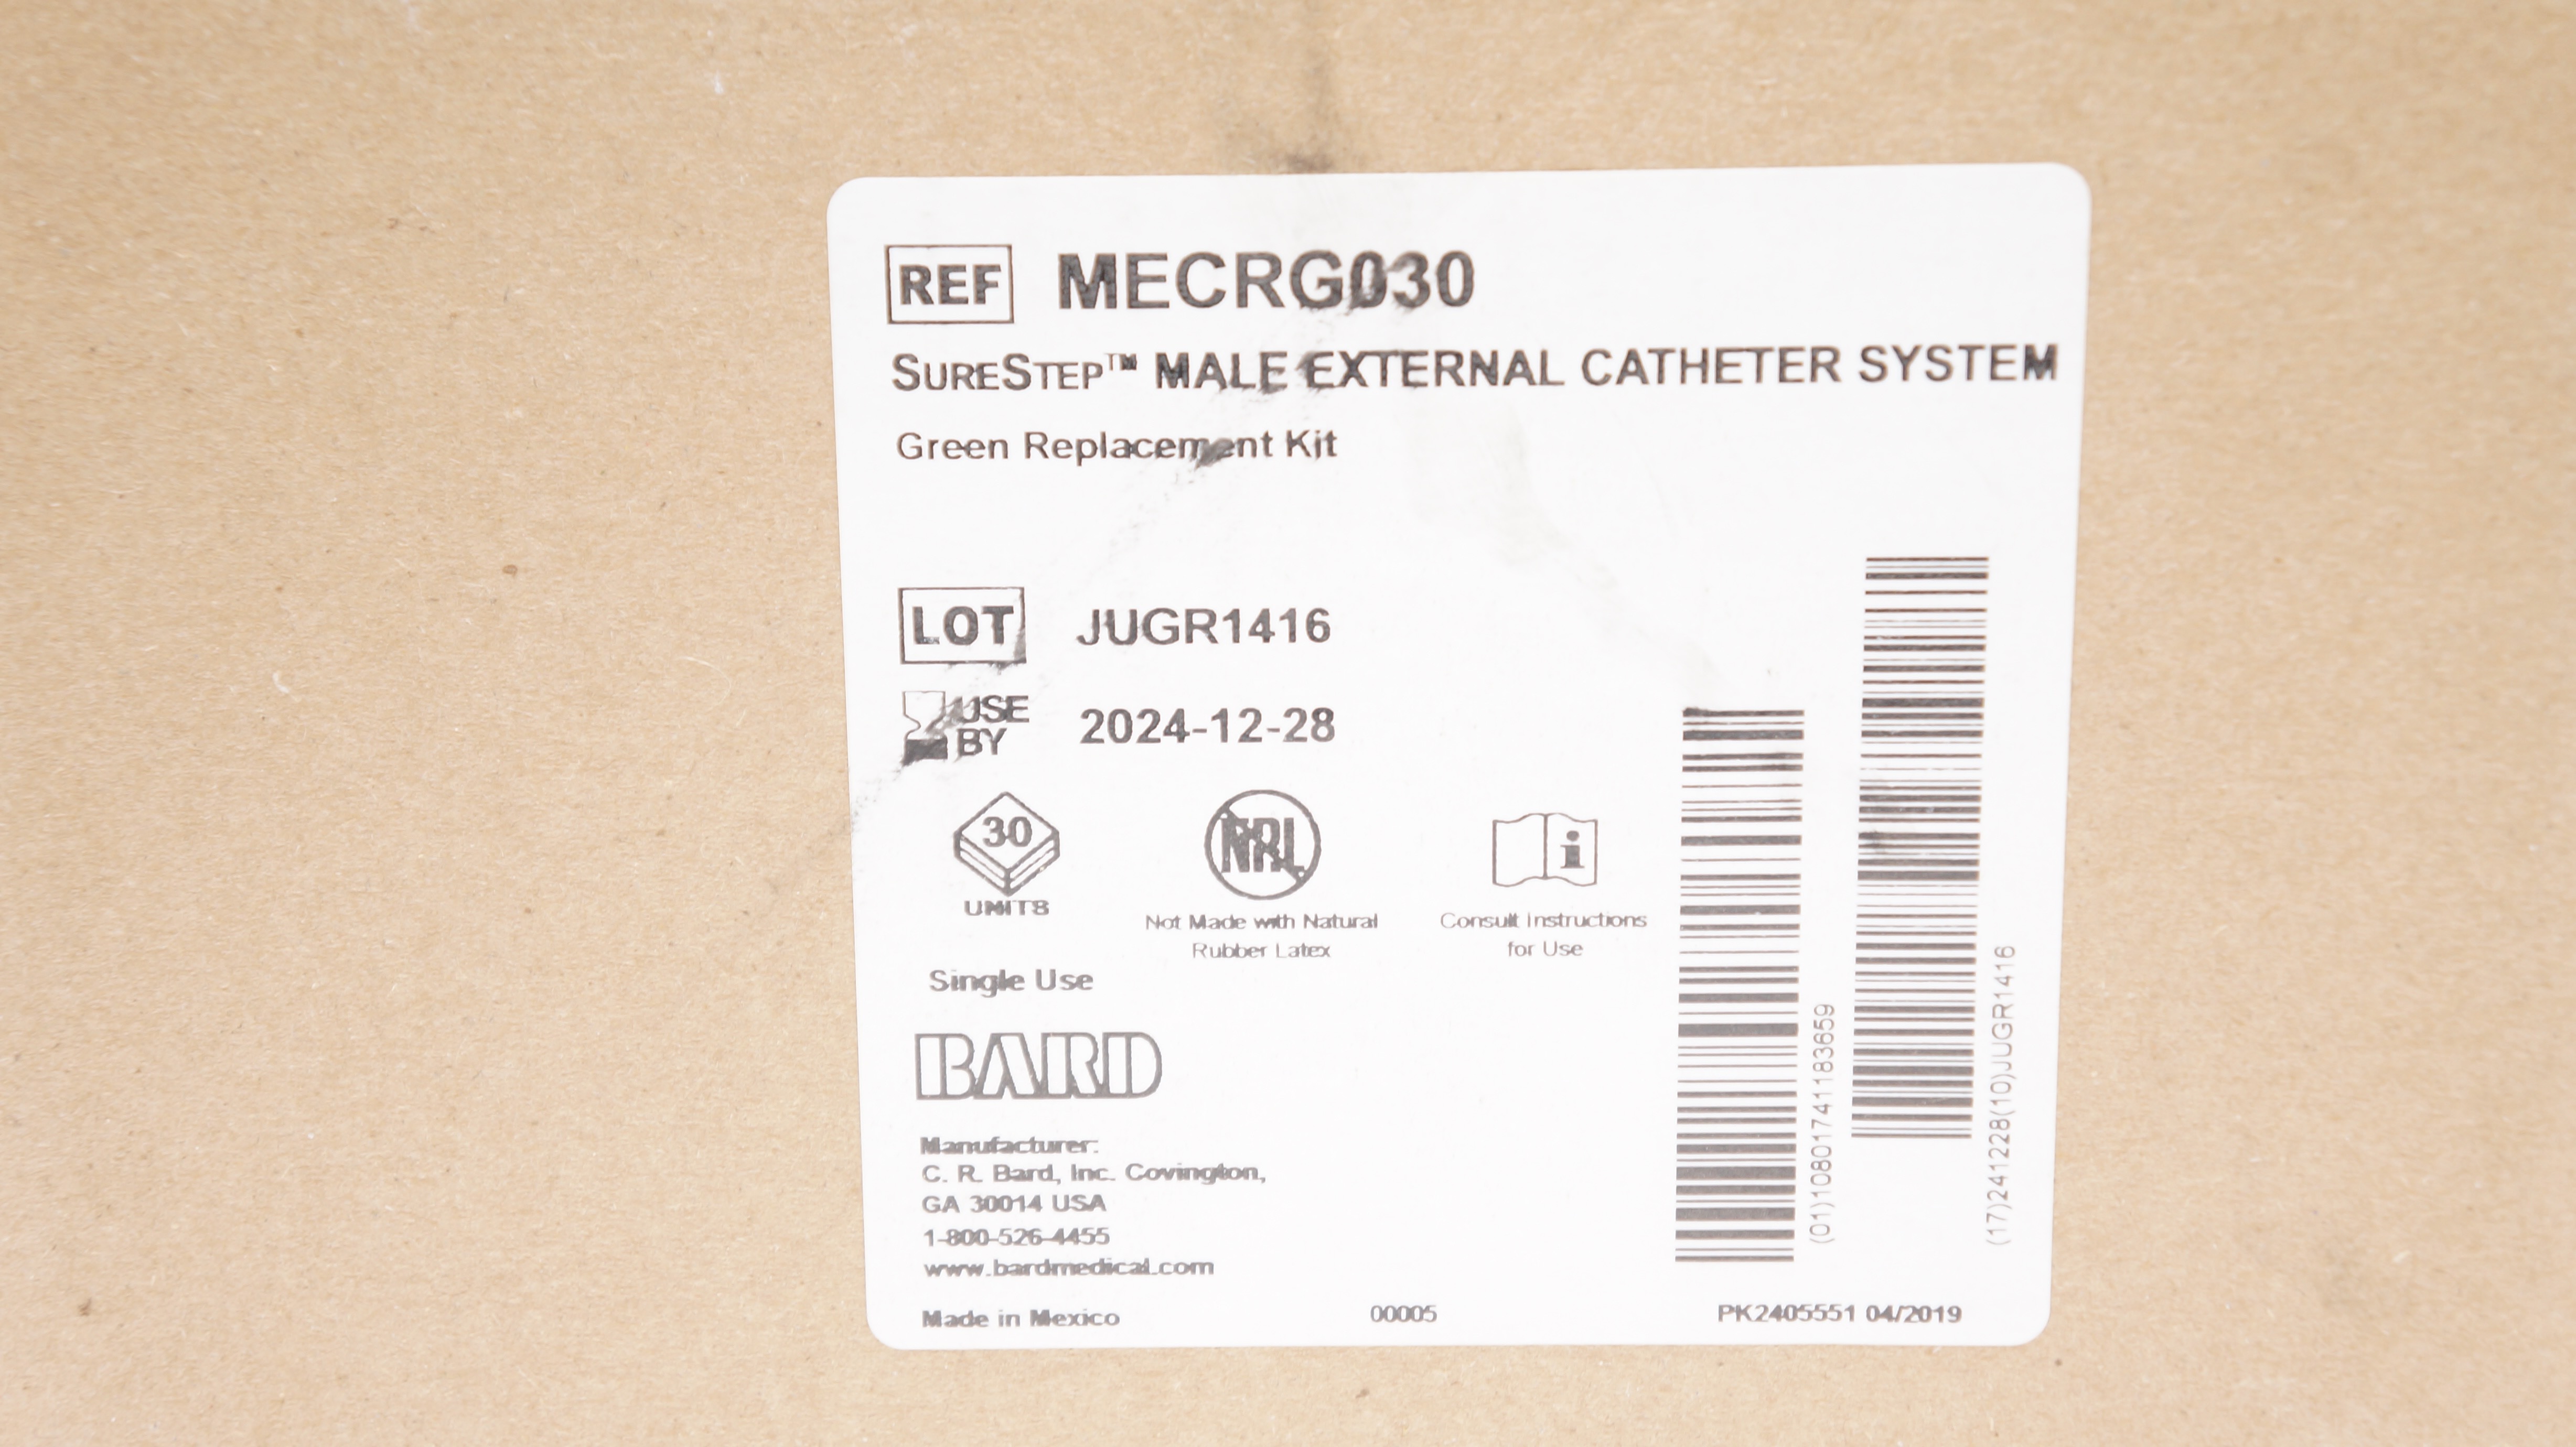 REF MECRG030
SURESTEP™ MALE EXTERNAL CATHETER SYSTEM
Green Replacement Kit
LOT JUGR1416
USE BY 2024-12-28
30
UNITS
NRL
Not Made with Natural
Rubber Latex
i
Consult Instructions
for Use
Single Use
BARD
Manufacturer:
C. R. Bard, Inc. Covington,
GA 30014 USA
1-800-526-4455
www.bardmedical.com
Made in Mexico 00005 PK2405551 04/2019
(01)10801741183659
(17)241228(10)JUGR1416